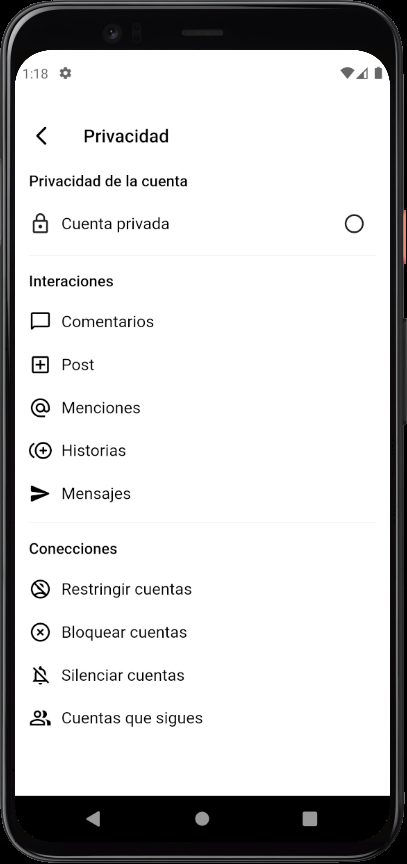 1:18
Privacidad
Privacidad de la cuenta
Cuenta privada
Interaciones
Comentarios
Post
Menciones
Historias
Mensajes
Conecciones
Restringir cuentas
Bloquear cuentas
Silenciar cuentas
Cuentas que sigues